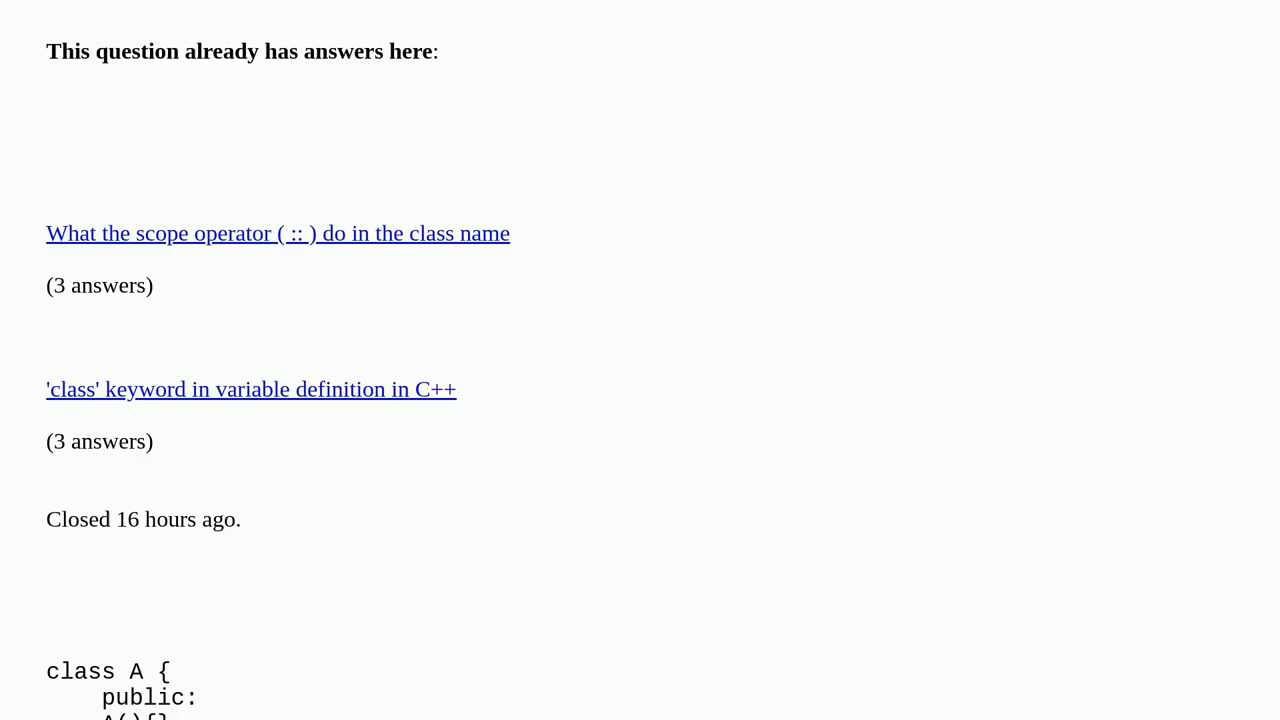 This question already has answers here:
What the scope operator ( :: ) do in the class name
(3 answers)
'class' keyword in variable definition in C++
(3 answers)
Closed 16 hours ago.
class A {
    public:
    A(){}